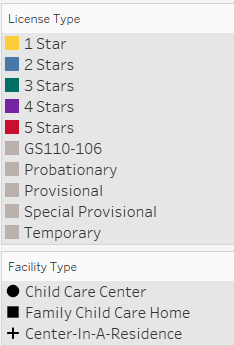 License Type
1 Star
2 Stars
3 Stars
4 Stars
5 Stars
GS110-106
Probationary
Provisional
Special Provisional
Temporary
Facility Type
Child Care Center
Family Child Care Home
Center-In-A-Residence